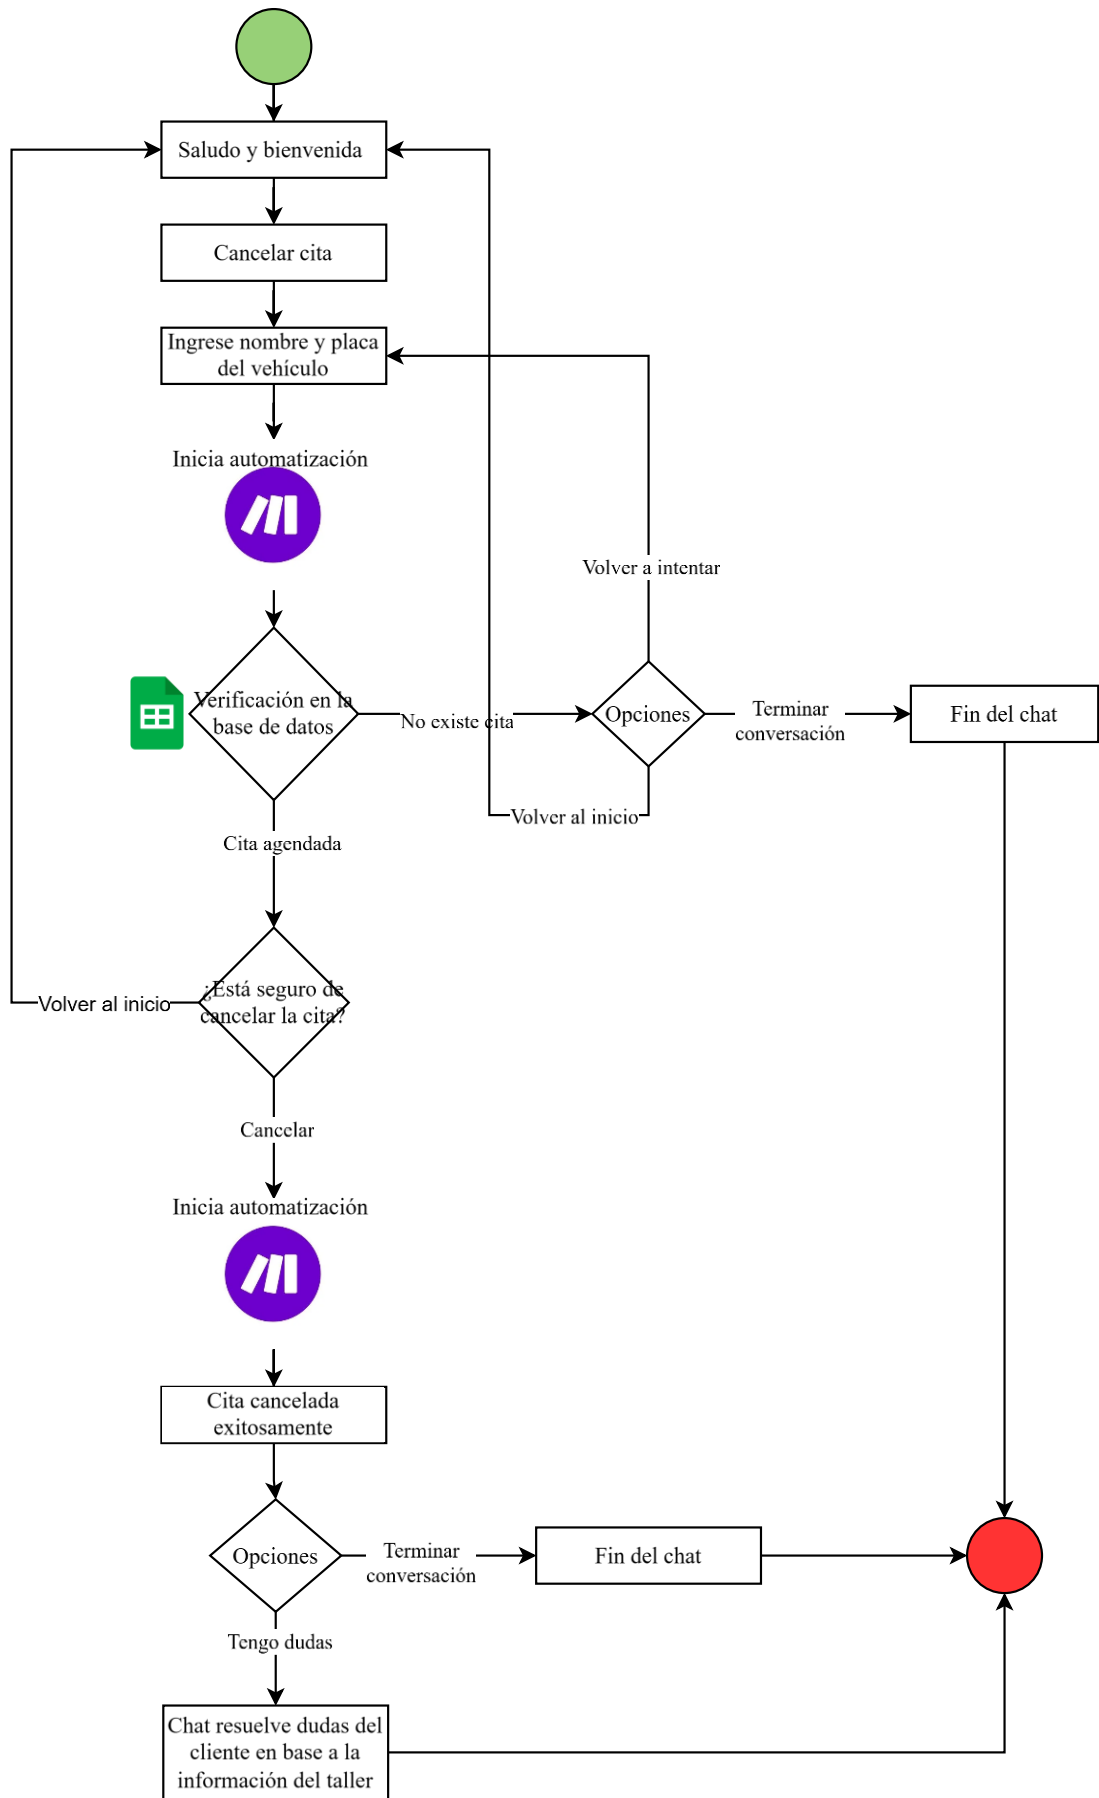 Saludo y bienvenida
Cancelar cita
Ingrese nombre y placa
del vehículo
Inicia automatización
Volver a intentar
Verificación en la
base de datos
No existe cita
Opciones
Terminar
conversación
Fin del chat
Volver al inicio
Cita agendada
¿Está seguro de
cancelar la cita?
Volver al inicio
Cancelar
Inicia automatización
Cita cancelada
exitosamente
Opciones
Terminar
conversación
Fin del chat
Tengo dudas
Chat resuelve dudas del
cliente en base a la
información del taller